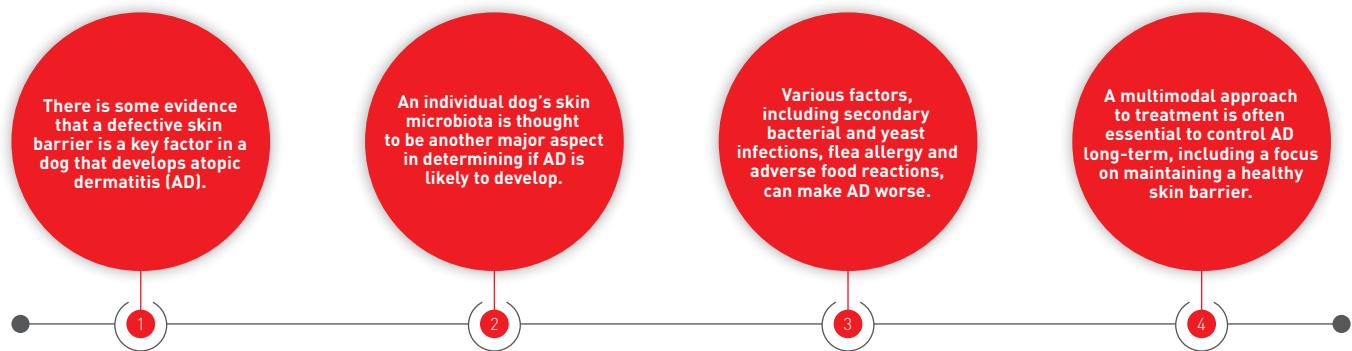 There is some evidence
that a defective skin
barrier is a key factor in a
dog that develops atopic
dermatitis (AD).
An individual dog's skin
microbiota is thought
to be another major aspect
in determining if AD is
likely to develop.
Various factors,
including secondary
bacterial and yeast
infections, flea allergy and
adverse food reactions,
can make AD worse.
A multimodal approach
to treatment is often
essential to control AD
long-term, including a focus
on maintaining a healthy
skin barrier.
1
2
3
4